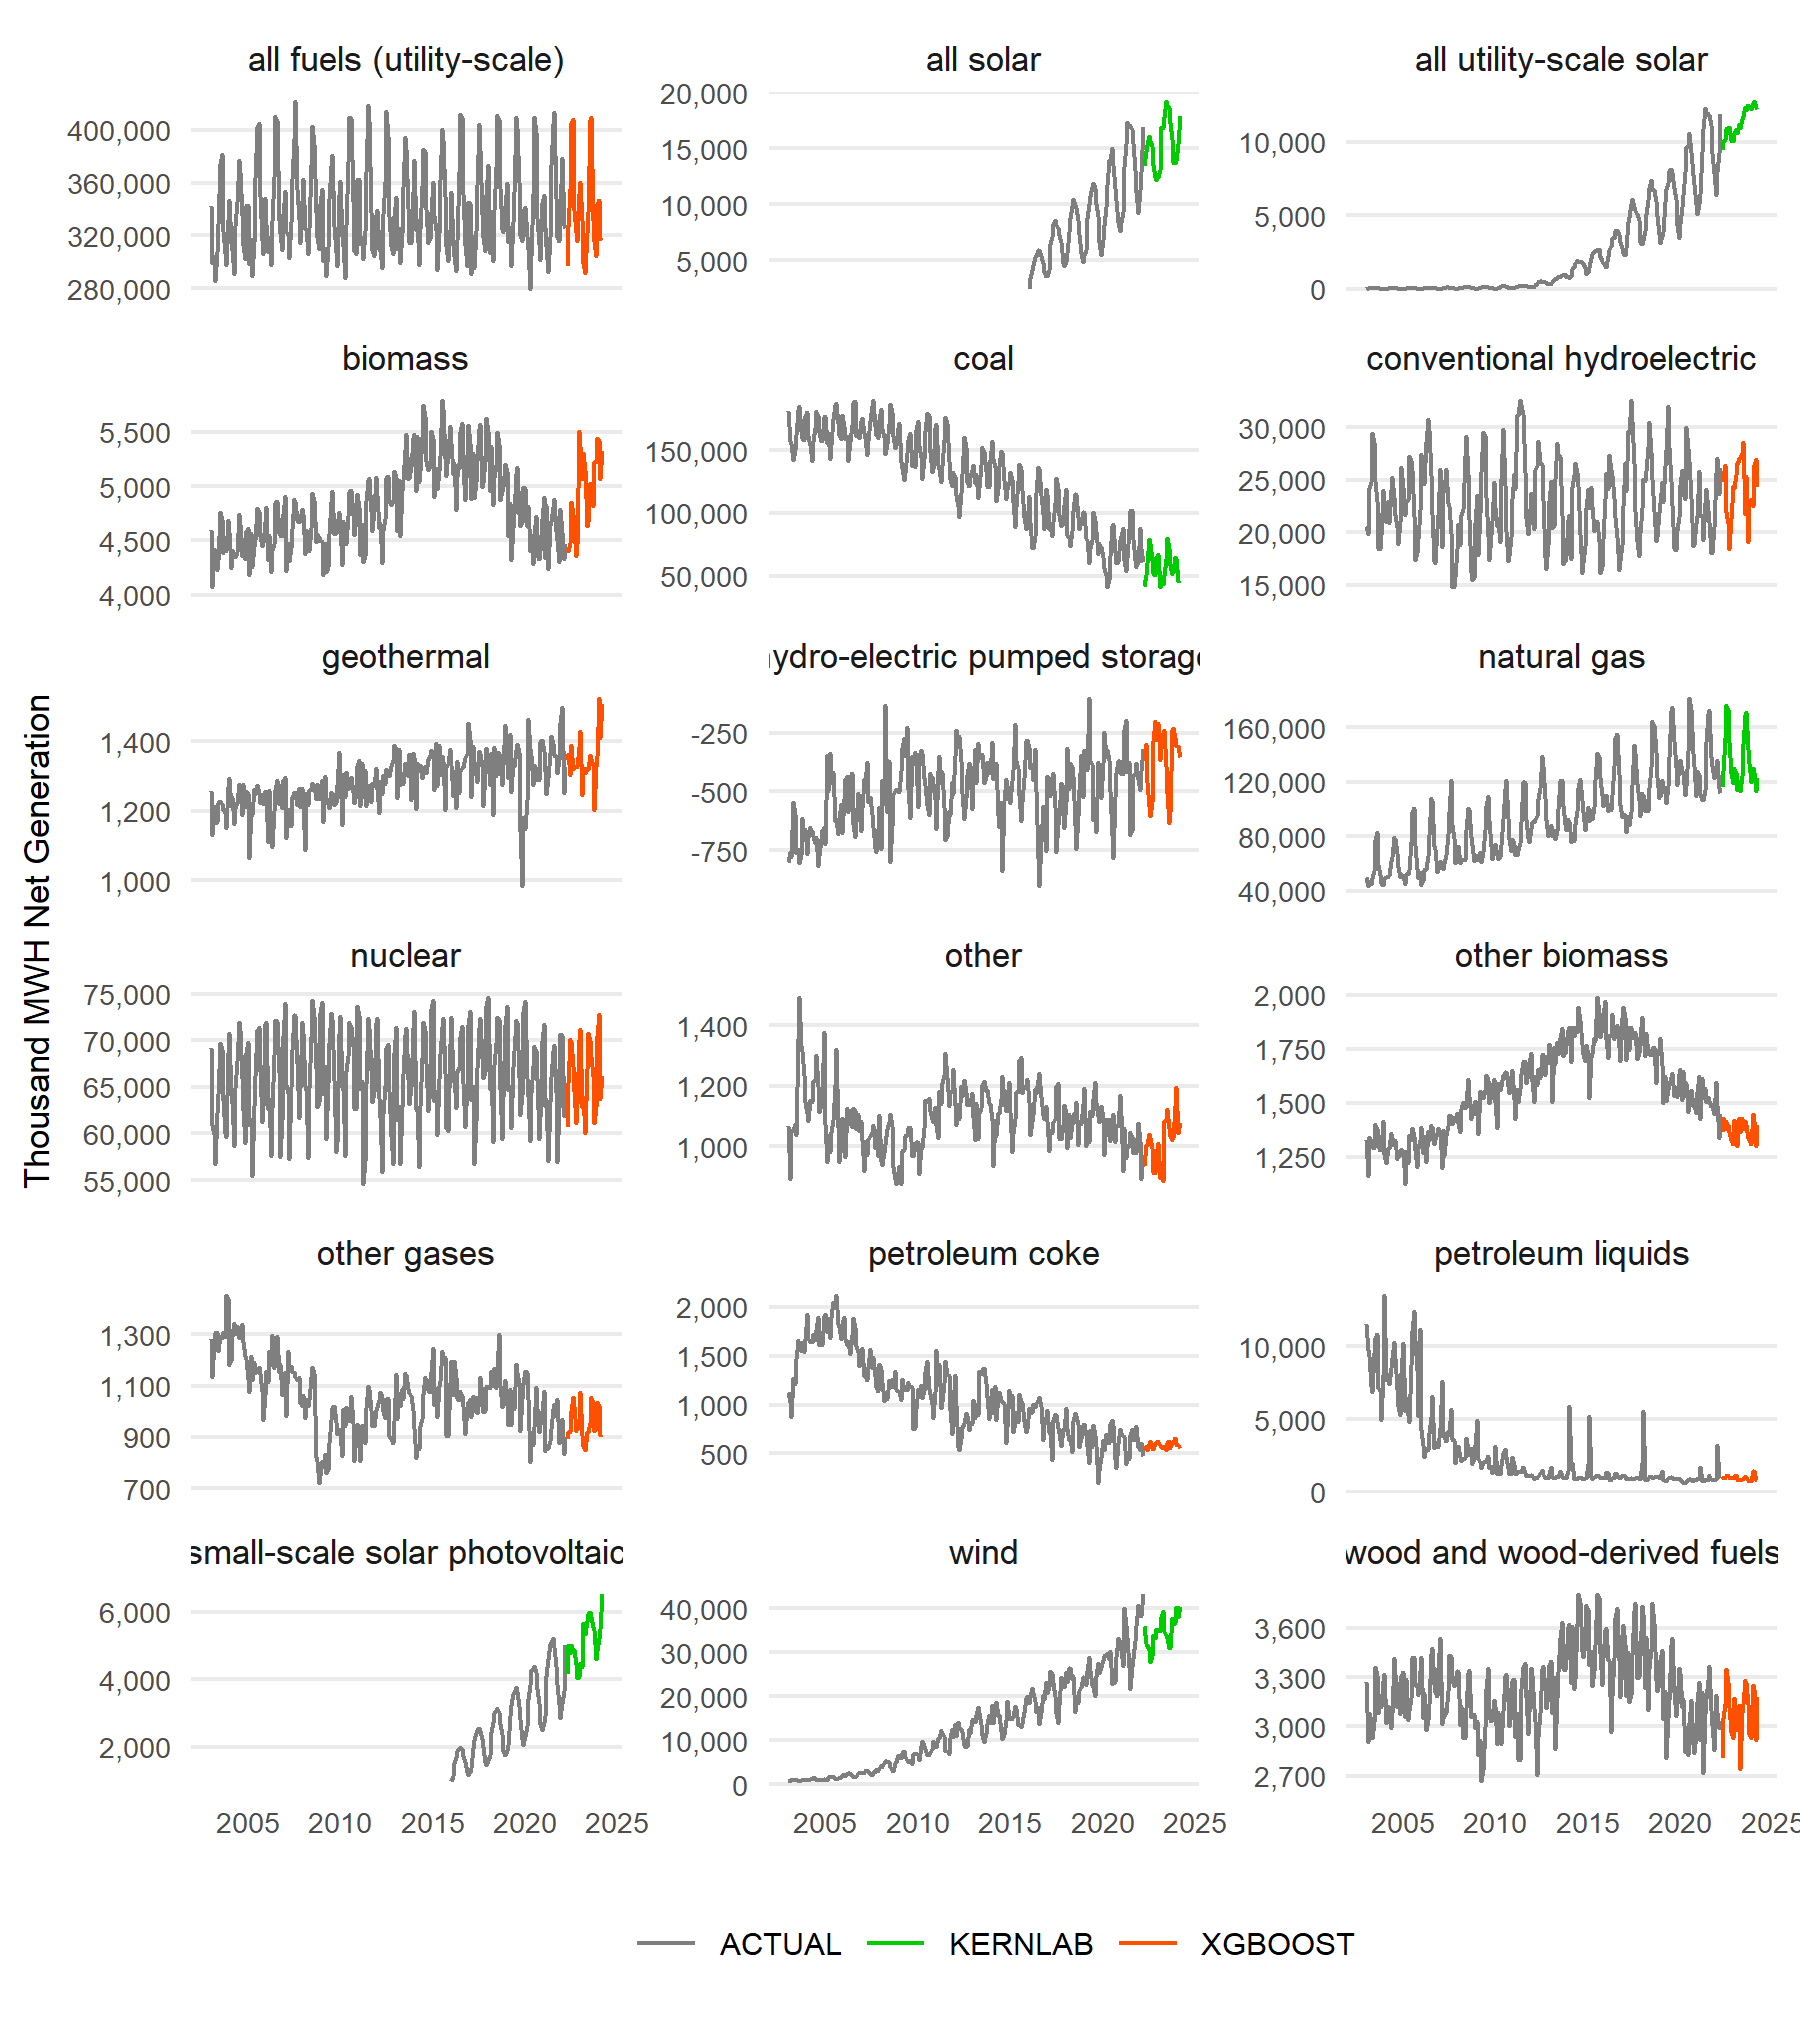 all fuels (utility-scale)
all solar
all utility-scale solar
400,000
360,000
320,000
280,000
20,000
15,000
10,000
5,000
10,000
5,000
0
biomass
coal
conventional hydroelectric
5,500
5,000
4,500
4,000
150,000
100,000
50,000
30,000
25,000
20,000
15,000
geothermal
ydro-electric pumped storage
natural gas
1,400
1,200
1,000
-250
-500
-750
160,000
120,000
80,000
40,000
Thousand MWH Net Generation
nuclear
other
other biomass
75,000
70,000
65,000
60,000
55,000
1,400
1,200
1,000
2,000
1,750
1,500
1,250
other gases
petroleum coke
petroleum liquids
1,300
1,100
900
700
2,000
1,500
1,000
500
10,000
5,000
0
small-scale solar photovoltaic
wind
wood and wood-derived fuels
6,000
4,000
2,000
40,000
30,000
20,000
10,000
0
3,600
3,300
3,000
2,700
2005 2010 2015 2020 2025
2005 2010 2015 2020 2025
2005 2010 2015 2020 2025
ACTUAL KERNLAB XGBOOST